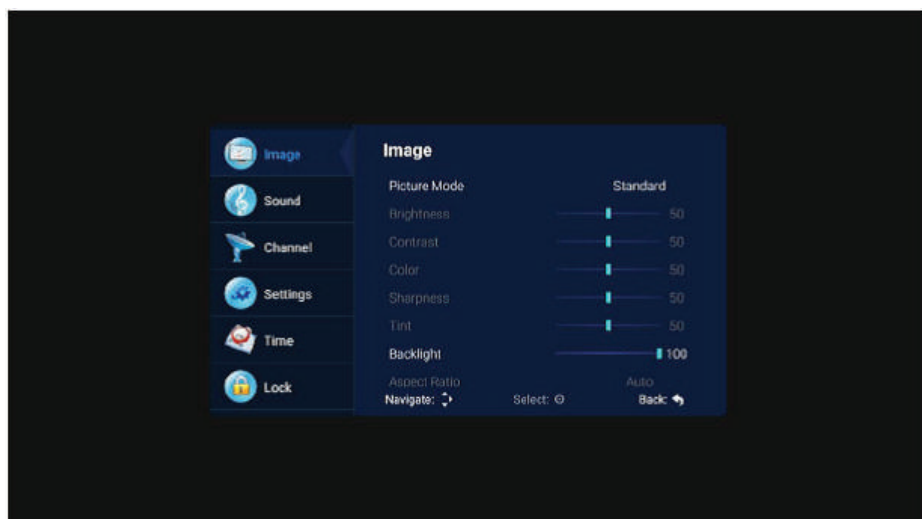 Image
Sound
Channel
Settings
Time
Lock
Image
Picture Mode Standard
Brightness 50
Contrast 50
Color 50
Sharpness 50
Tint 50
Backlight 100
Aspect Ratio Auto
Navigate: Select: Back: